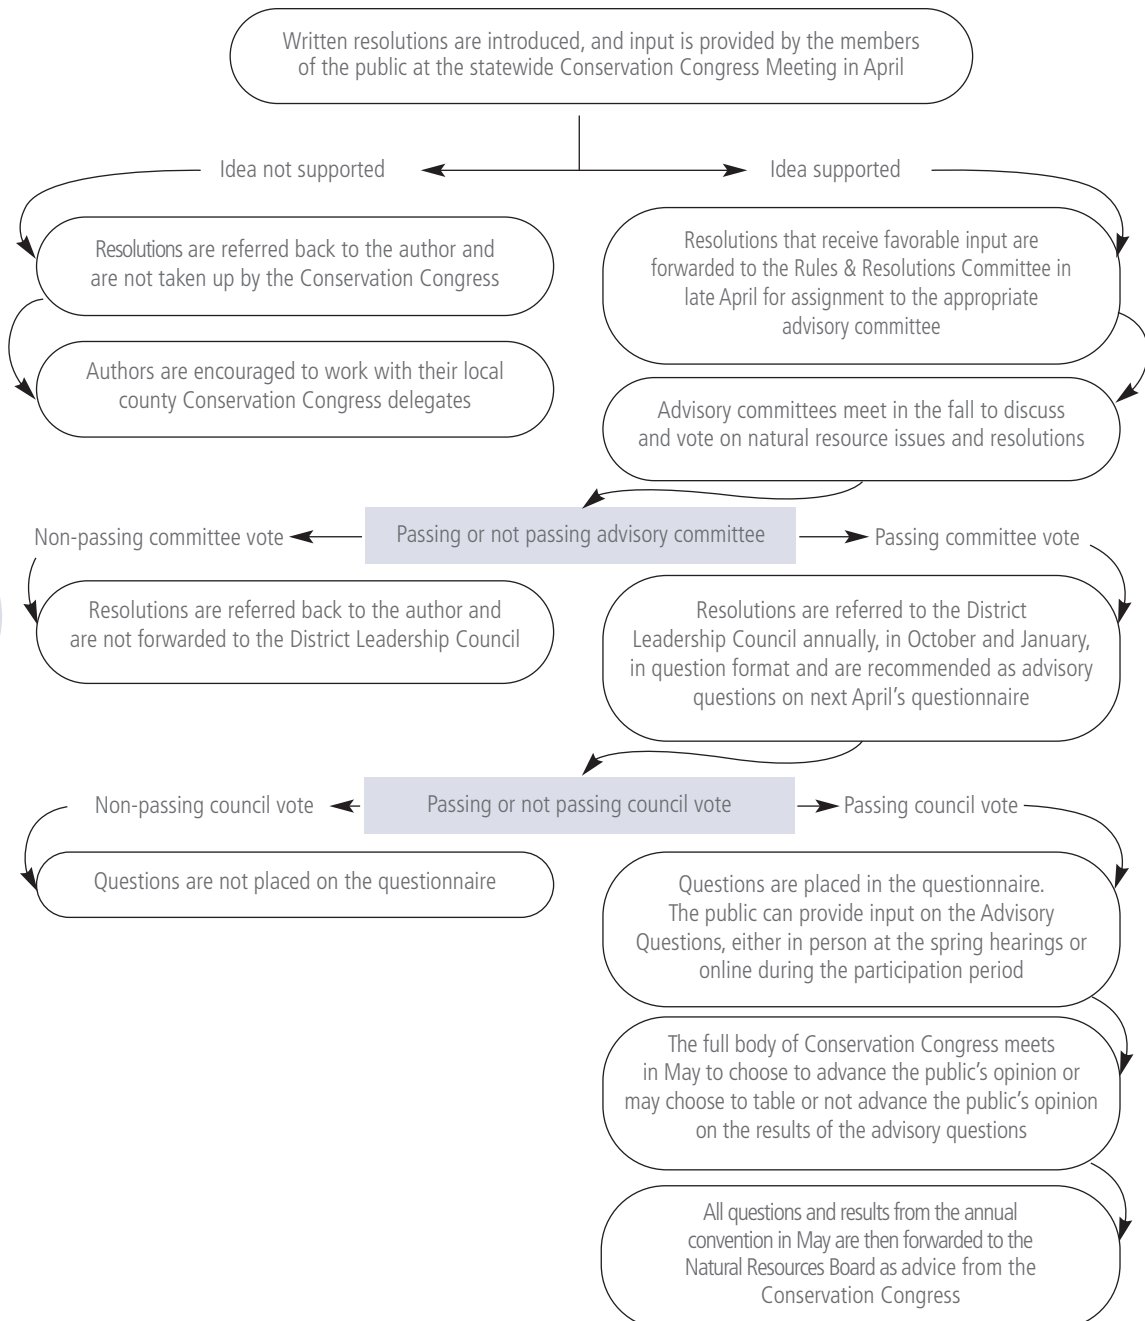 Written resolutions are introduced, and input is provided by the members
of the public at the statewide Conservation Congress Meeting in April
Idea not supported
Idea supported
Resolutions are referred back to the author and
are not taken up by the Conservation Congress
Resolutions that receive favorable input are
forwarded to the Rules & Resolutions Committee in
late April for assignment to the appropriate
advisory committee
Authors are encouraged to work with their local
county Conservation Congress delegates
Advisory committees meet in the fall to discuss
and vote on natural resource issues and resolutions
Non-passing committee vote
Passing or not passing advisory committee
Passing committee vote
Resolutions are referred back to the author and
are not forwarded to the District Leadership Council
Resolutions are referred to the District
Leadership Council annually, in October and January,
in question format and are recommended as advisory
questions on next April's questionnaire
Non-passing council vote
Passing or not passing council vote
Passing council vote
Questions are not placed on the questionnaire
Questions are placed in the questionnaire.
The public can provide input on the Advisory
Questions, either in person at the spring hearings or
online during the participation period
The full body of Conservation Congress meets
in May to choose to advance the public's opinion or
may choose to table or not advance the public's opinion
on the results of the advisory questions
All questions and results from the annual
convention in May are then forwarded to the
Natural Resources Board as advice from the
Conservation Congress